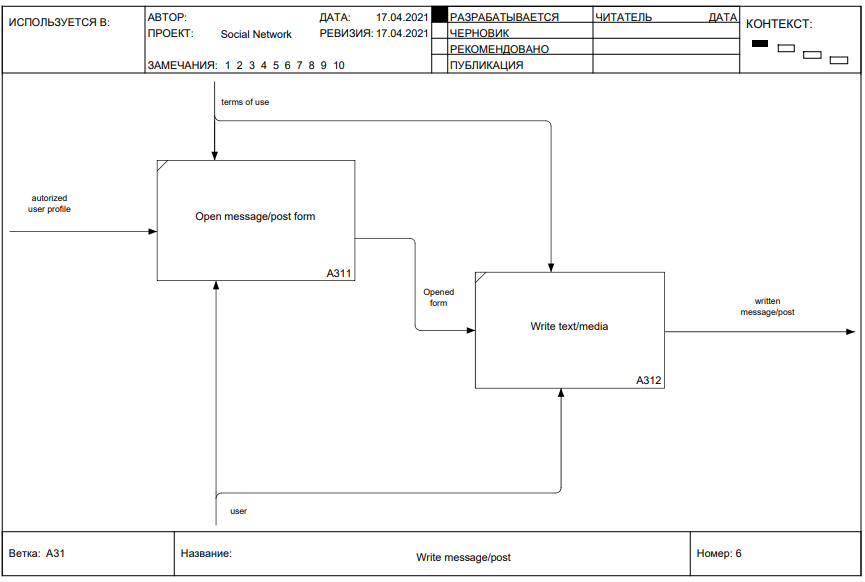 ИСПОЛЬЗУЕТСЯ В:
АВТОР:
ДАТА: 17.04.2021
ПРОЕКТ: Social Network
РЕВИЗИЯ: 17.04.2021
ЗАМЕЧАНИЯ: 1 2 3 4 5 6 7 8 9 10
РАЗРАБАТЫВАЕТСЯ
ЧЕРНОВИК
РЕКОМЕНДОВАНО
ПУБЛИКАЦИЯ
ЧИТАТЕЛЬ
ДАТА
КОНТЕКСТ:
terms of use
autorized
user profile
Open message/post form
A311
Opened
form
Write text/media
A312
written
message/post
user
Ветка: A31
Название:
Write message/post
Номер: 6